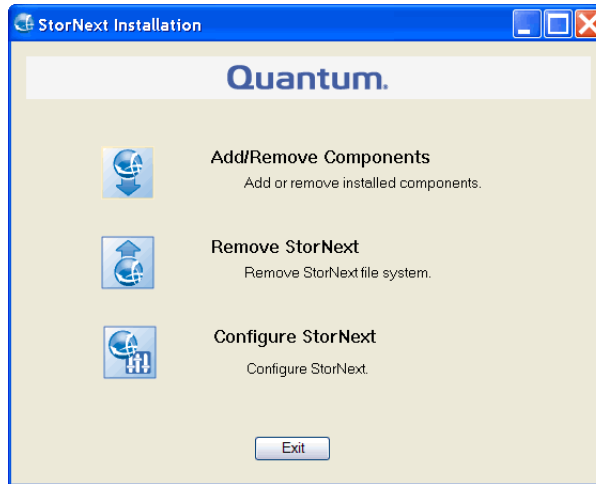 StorNext Installation
Quantum.
Add/Remove Components
Add or remove installed components.
Remove StorNext
Remove StorNext file system.
Configure StorNext
Configure StorNext.
Exit